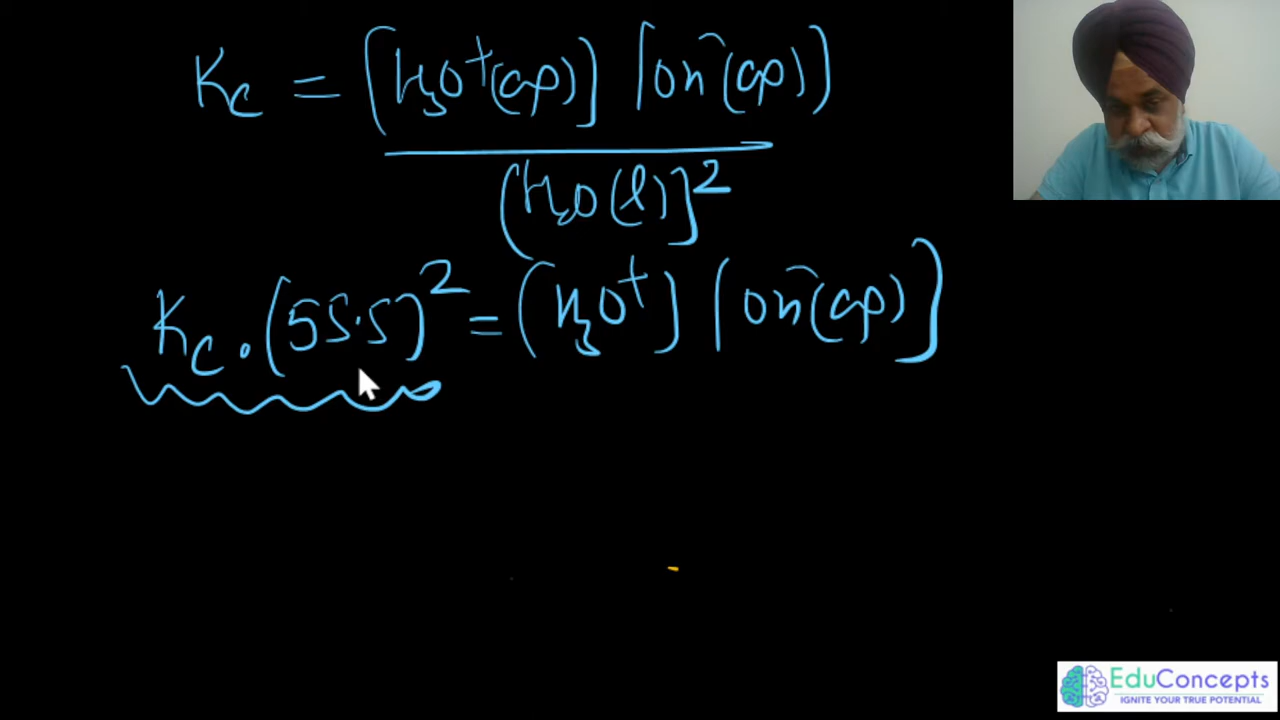 Kc = [H3O+(aq)] [OH-(aq)]
[H2O(l)]2
Kc . (55.5)2 = [H3O+] [OH-(aq)]
EduConcepts
IGNITE YOUR TRUE POTENTIAL